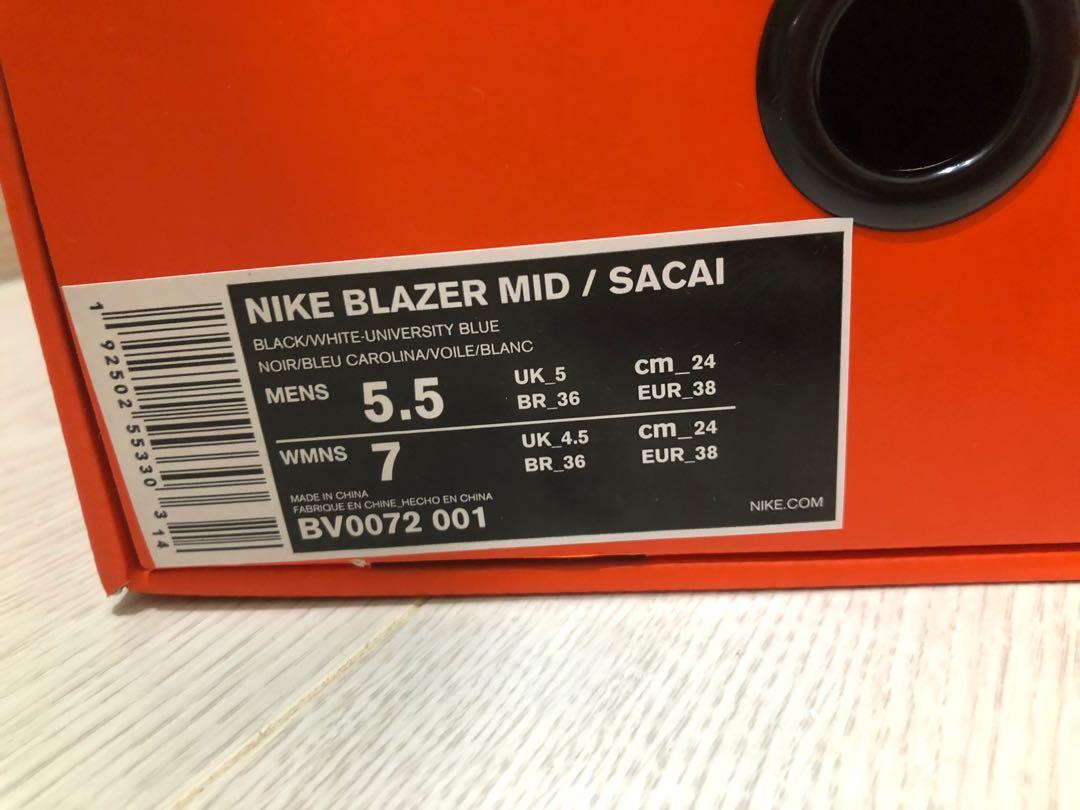 NIKE BLAZER MID / SACAI
BLACK/WHITE-UNIVERSITY BLUE
NOIR/BLEU CAROLINA/VOILE/BLANC
MENS 5.5 UK_5 cm_24
BR_36 EUR_38
WMNS 7 UK_4.5 cm_24
BR_36 EUR_38
MADE IN CHINA
FABRIQUE EN CHINE_HECHO EN CHINA
BV0072 001
NIKE.COM
1 92502 55330 314